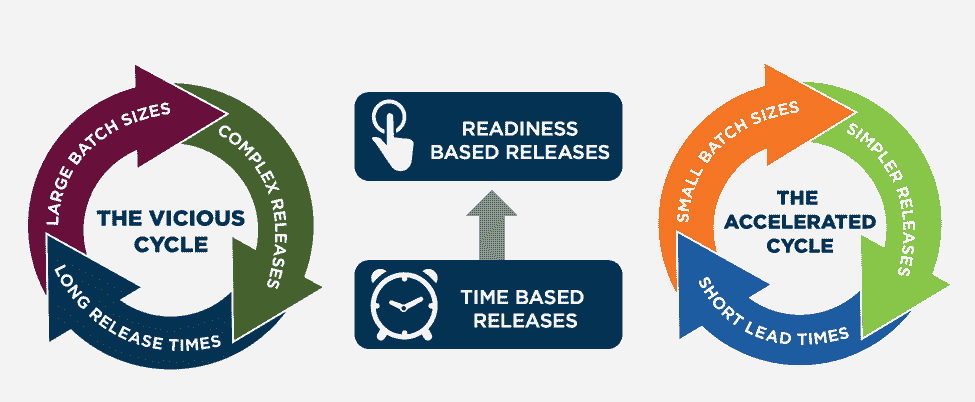 LARGE BATCH SIZES
COMPLEX RELEASES
LONG RELEASE TIMES
THE VICIOUS
CYCLE
READINESS
BASED RELEASES
TIME BASED
RELEASES
SMALL BATCH SIZES
SIMPLER RELEASES
SHORT LEAD TIMES
THE
ACCELERATED
CYCLE